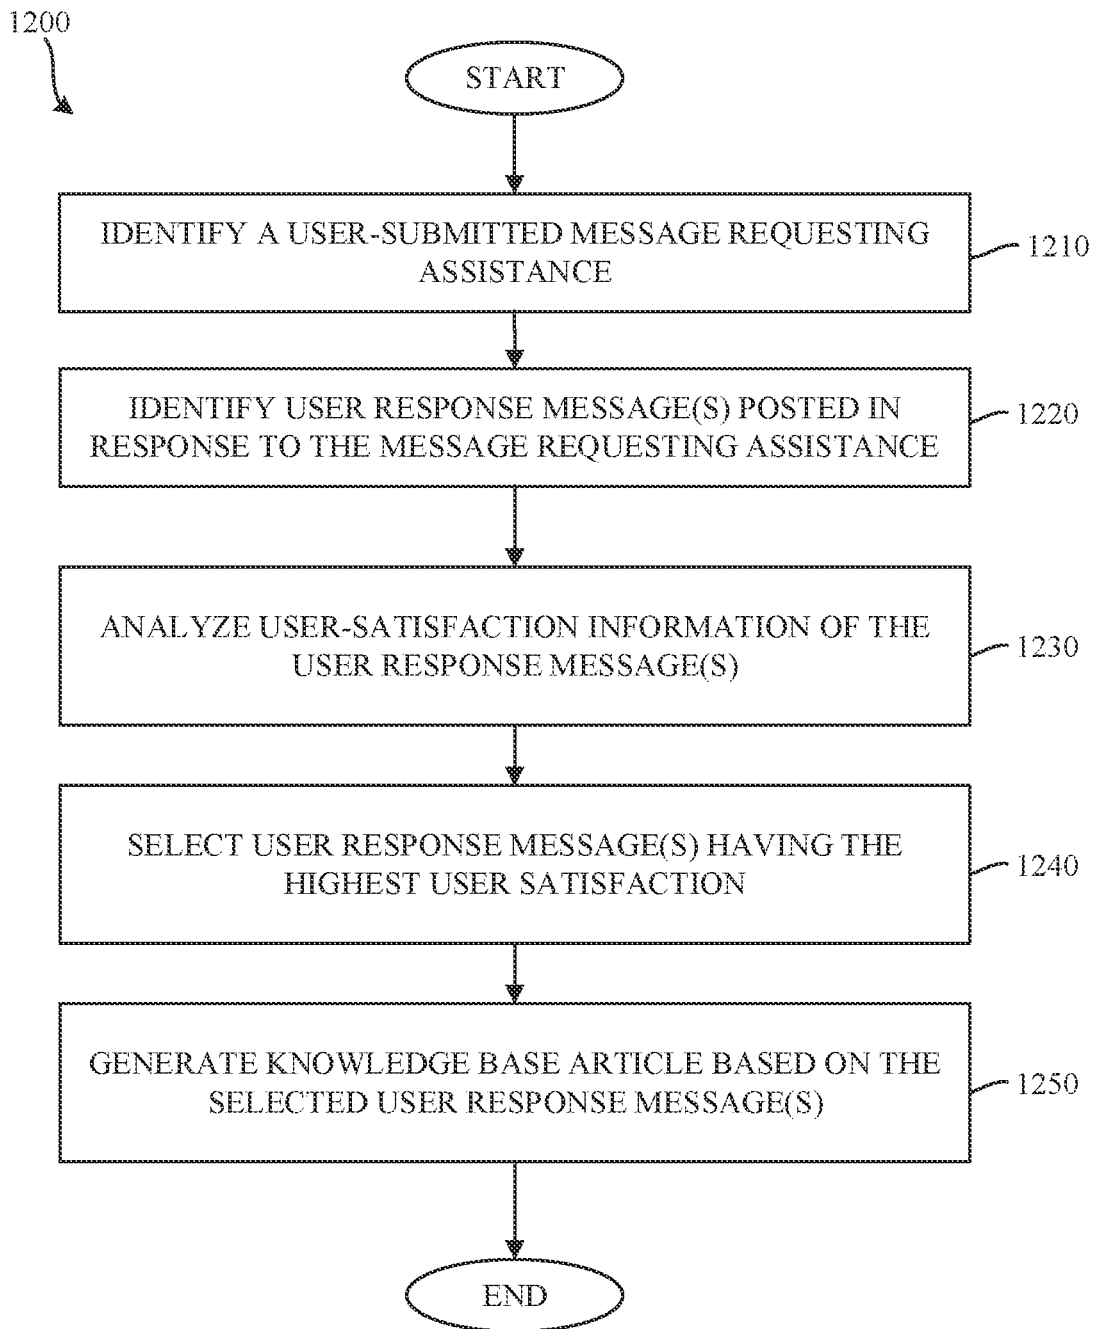 1200
START
IDENTIFY A USER-SUBMITTED MESSAGE REQUESTING
ASSISTANCE
1210
IDENTIFY USER RESPONSE MESSAGE(S) POSTED IN
RESPONSE TO THE MESSAGE REQUESTING ASSISTANCE
1220
ANALYZE USER-SATISFACTION INFORMATION OF THE
USER RESPONSE MESSAGE(S)
1230
SELECT USER RESPONSE MESSAGE(S) HAVING THE
HIGHEST USER SATISFACTION
1240
GENERATE KNOWLEDGE BASE ARTICLE BASED ON THE
SELECTED USER RESPONSE MESSAGE(S)
1250
END